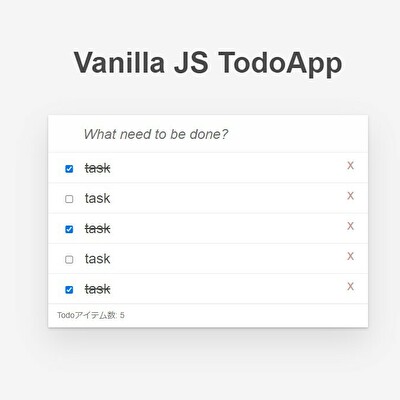 Vanilla JS TodoApp
What need to be done?
task x
task x
task x
task x
task x
Todoアイテム数: 5